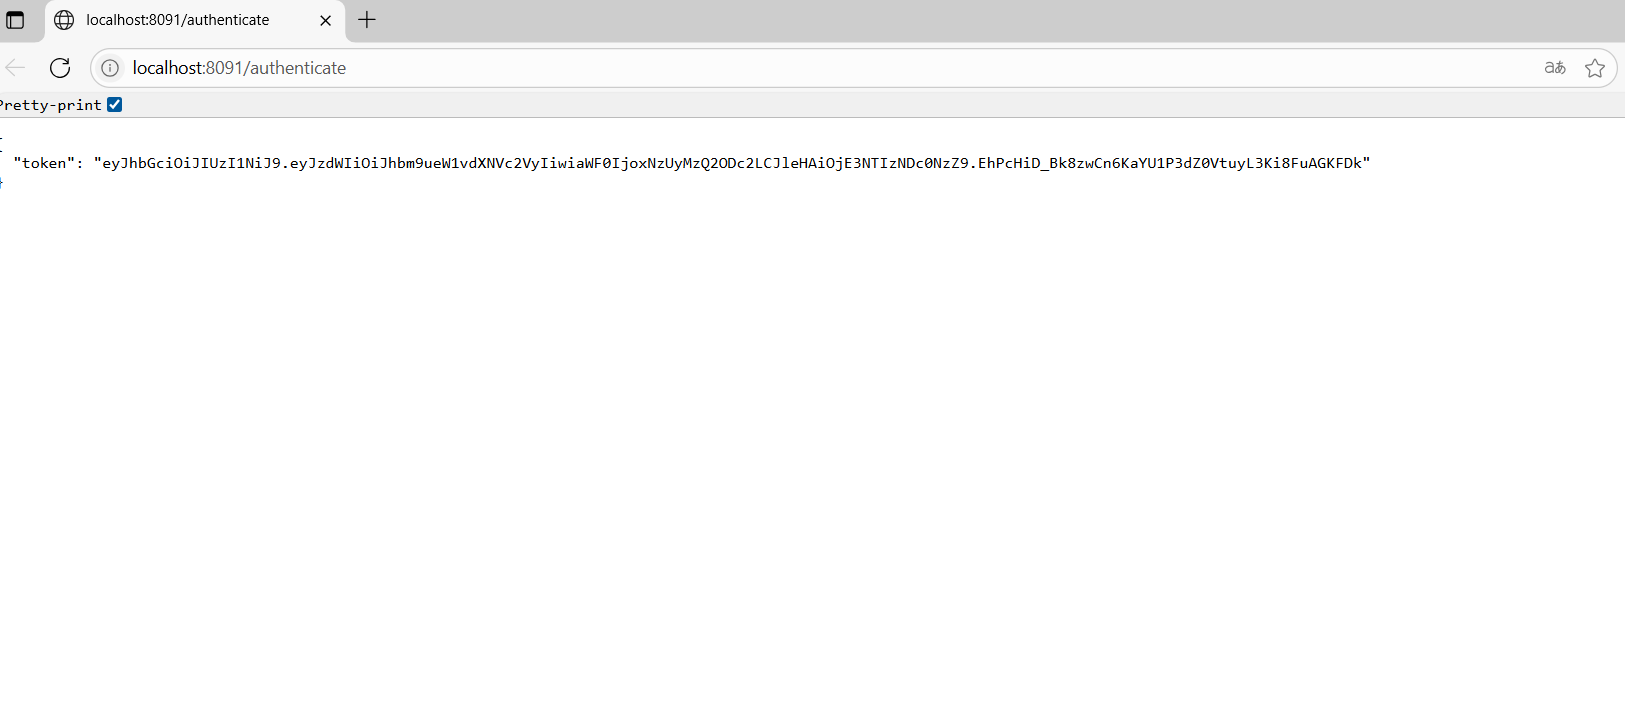 localhost:8091/authenticate
localhost:8091/authenticate
Pretty-print
{
"token": "eyJhbGciOiJIUzI1NiJ9.eyJzdWIiOiJhbm9ueW1vdXNVc2VyIiwiaWF0IjoxNzUyMzQ2ODc2LCJleHAiOjE3NTIzNDc0NzZ9.EhPcHiD_Bk8zwCn6KaYU1P3dZ0VtuyL3Ki8FuAGKFDk"
}